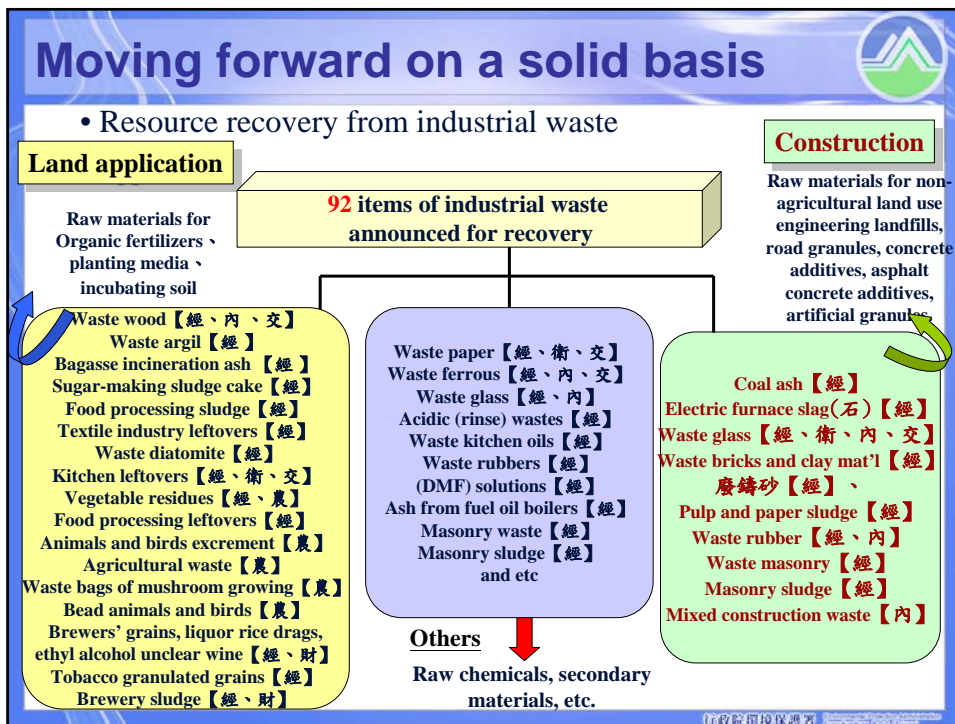 Moving forward on a solid basis
• Resource recovery from industrial waste
Land application
Raw materials for
Organic fertilizers、
planting media、
incubating soil
92 items of industrial waste
announced for recovery
Construction
Raw materials for non-
agricultural land use
engineering landfills,
road granules, concrete
additives, asphalt
concrete additives,
artificial granules,
Waste wood【經、內、交】
Waste argil【經】
Bagasse incineration ash【經】
Sugar-making sludge cake【經】
Food processing sludge【經】
Textile industry leftovers【經】
Waste diatomite【經】
Kitchen leftovers【經、衛、交】
Vegetable residues【經、農】
Food processing leftovers【經】
Animals and birds excrement【農】
Agricultural waste【農】
Waste bags of mushroom growing【農】
Bead animals and birds【農】
Brewers' grains, liquor rice drags,
ethyl alcohol unclear wine【經、財】
Tobacco granulated grains【經】
Brewery sludge【經、財】
Waste paper【經、衛、交】
Waste ferrous【經、內、交】
Waste glass【經、內】
Acidic (rinse) wastes【經】
Waste kitchen oils【經】
Waste rubbers【經】
(DMF) solutions【經】
Ash from fuel oil boilers【經】
Masonry waste【經】
Masonry sludge【經】
and etc
Others
Raw chemicals, secondary
materials, etc.
Coal ash【經】
Electric furnace slag(石)【經】
Waste glass【經、衛、內、交】
Waste bricks and clay mat'l【經】
廢鑄砂【經】、
Pulp and paper sludge【經】
Waste rubber【經、內】
Waste masonry【經】
Masonry sludge【經】
Mixed construction waste【內】
行政院環境保護署